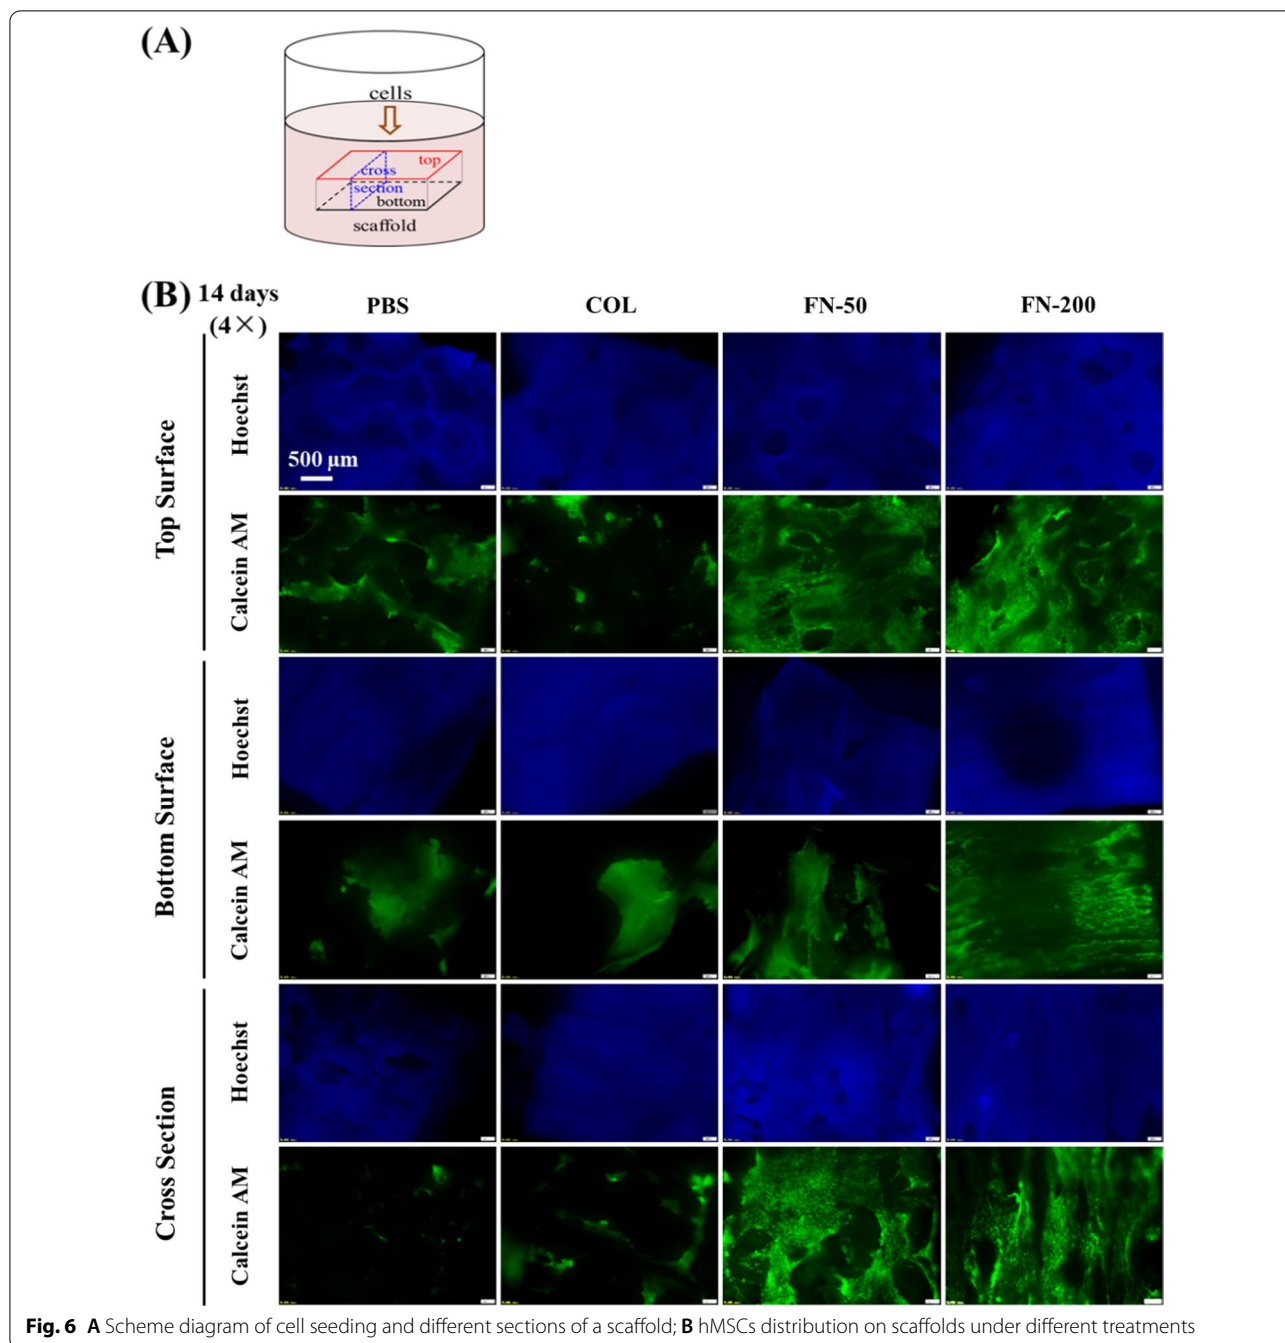 (A)
cells
top
cross
section
bottom
scaffold
(B) 14 days
(4×)
PBS COL FN-50 FN-200
Top Surface
Hoechst
500 μm
Calcein AM
Bottom Surface
Hoechst
Calcein AM
Cross Section
Hoechst
Calcein AM
Fig. 6 A Scheme diagram of cell seeding and different sections of a scaffold; B hMSCs distribution on scaffolds under different treatments